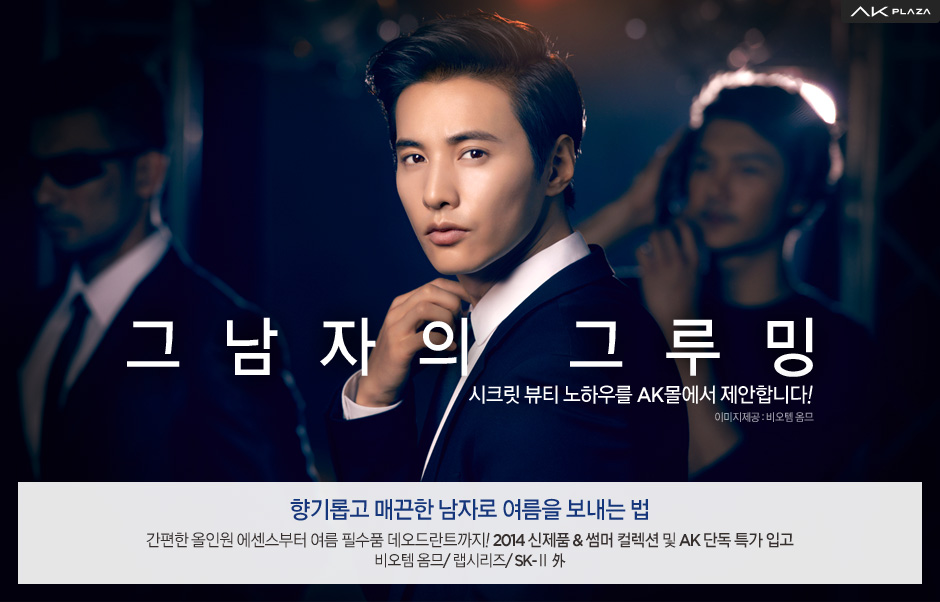 AK PLAZA
그 남자의 그루밍
시크릿 뷰티 노하우를 AK몰에서 제안합니다!
이미지제공 : 비오템 옴므
향기롭고 매끈한 남자로 여름을 보내는 법
간편한 올인원 에센스부터 여름 필수품 데오드란트까지! 2014 신제품 & 썸머 컬렉션 및 AK 단독 특가 입고
비오템 옴므/ 랩시리즈/ SK-Ⅱ 外